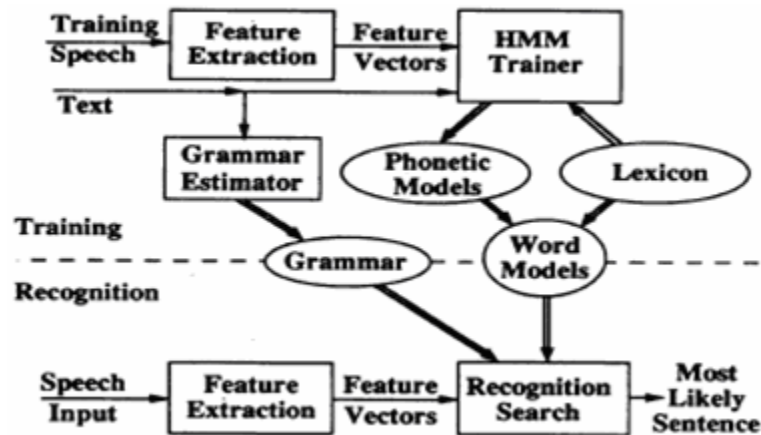 Training
Speech
Feature
Extraction
Feature
Vectors
HMM
Trainer
Text
Grammar
Estimator
Phonetic
Models
Lexicon
Training
Grammar
Word
Models
Recognition
Speech
Input
Feature
Extraction
Feature
Vectors
Recognition
Search
Most
Likely
Sentence